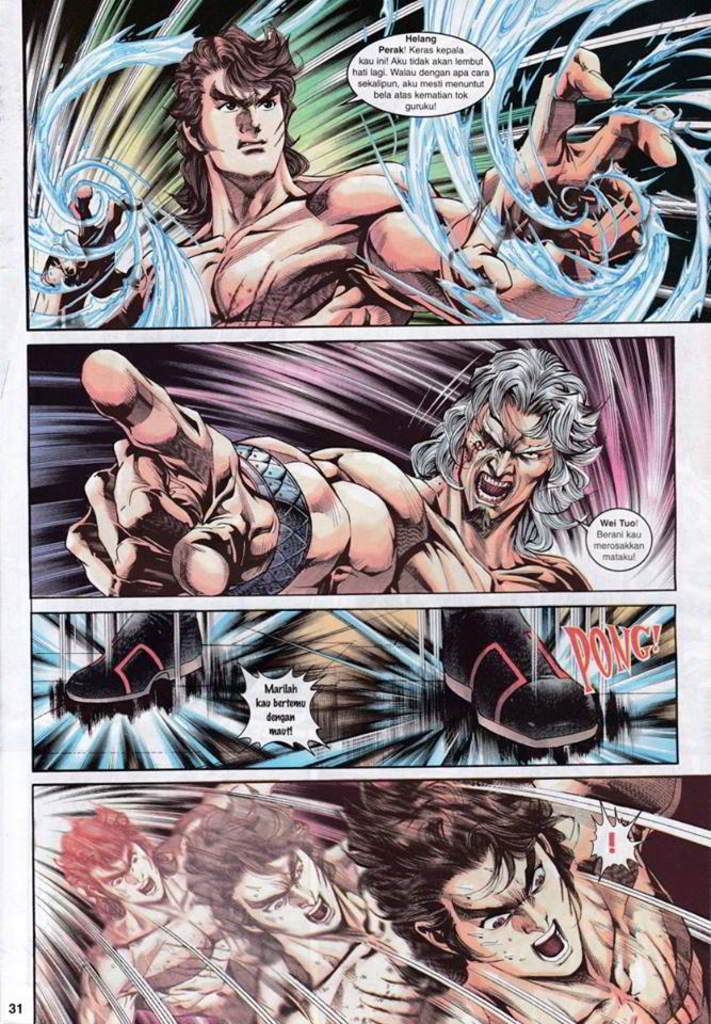 Helang
Perak! Keras kepala
kau ini! Aku tidak akan lembut
hati lagi. Walau dengan apa cara
sekalipun, aku mesti menuntut
bela atas kematian tok
guruku!
Wei Tuo!
Berani kau
merosakkan
mataku!
Marilah
kau bertemu
dengan
maut!
PONG!
!
31